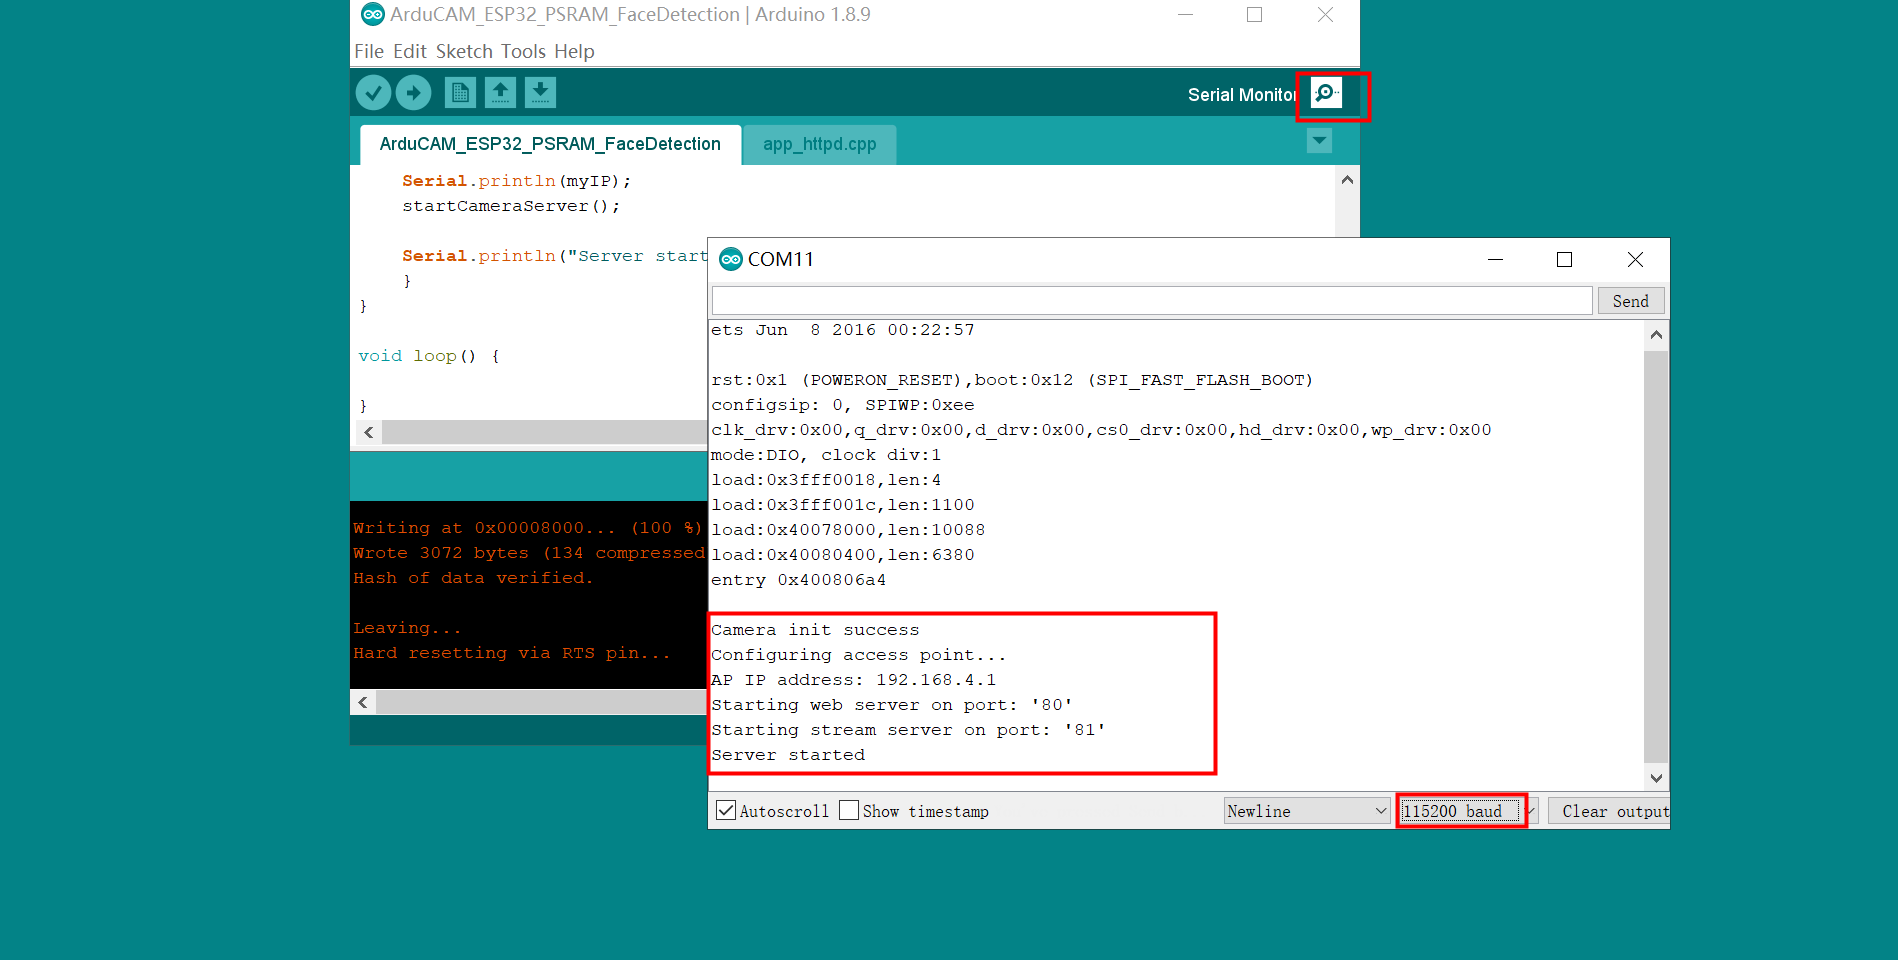 ArduCAM_ESP32_PSRAM_FaceDetection | Arduino 1.8.9
File Edit Sketch Tools Help
Serial Monitor
ArduCAM_ESP32_PSRAM_FaceDetection
app_httpd.cpp
Serial.println(myIP);
startCameraServer();
Serial.println("Server start
}
}
void loop() {
}
Writing at 0x00008000... (100 %)
Wrote 3072 bytes (134 compressed
Hash of data verified.
Leaving...
Hard resetting via RTS pin...
COM11
Send
ets Jun  8 2016 00:22:57
rst:0x1 (POWERON_RESET),boot:0x12 (SPI_FAST_FLASH_BOOT)
configsip: 0, SPIWP:0xee
clk_drv:0x00,q_drv:0x00,d_drv:0x00,cs0_drv:0x00,hd_drv:0x00,wp_drv:0x00
mode:DIO, clock div:1
load:0x3fff0018,len:4
load:0x3fff001c,len:1100
load:0x40078000,len:10088
load:0x40080400,len:6380
entry 0x400806a4
Camera init success
Configuring access point...
AP IP address: 192.168.4.1
Starting web server on port: '80'
Starting stream server on port: '81'
Server started
Autoscroll
Show timestamp
Newline
115200 baud
Clear output